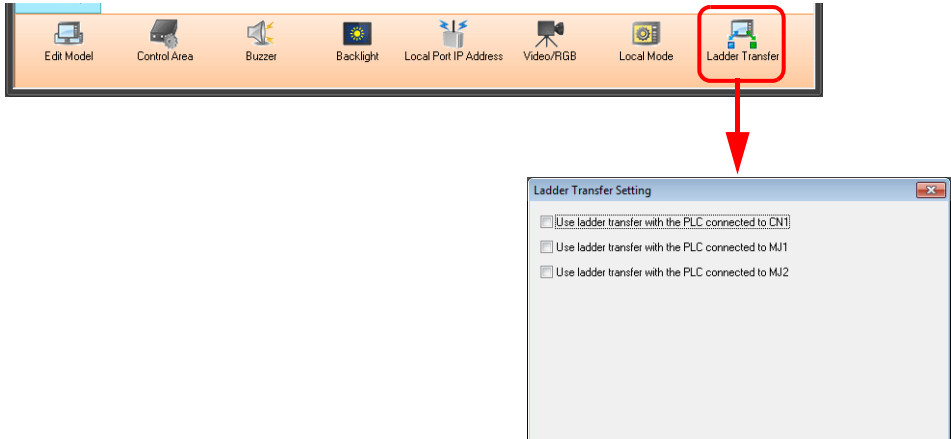 Edit Model Control Area Buzzer Backlight Local Port IP Address Video/RGB Local Mode Ladder Transfer
Ladder Transfer Setting
Use ladder transfer with the PLC connected to CN1
Use ladder transfer with the PLC connected to MJ1
Use ladder transfer with the PLC connected to MJ2